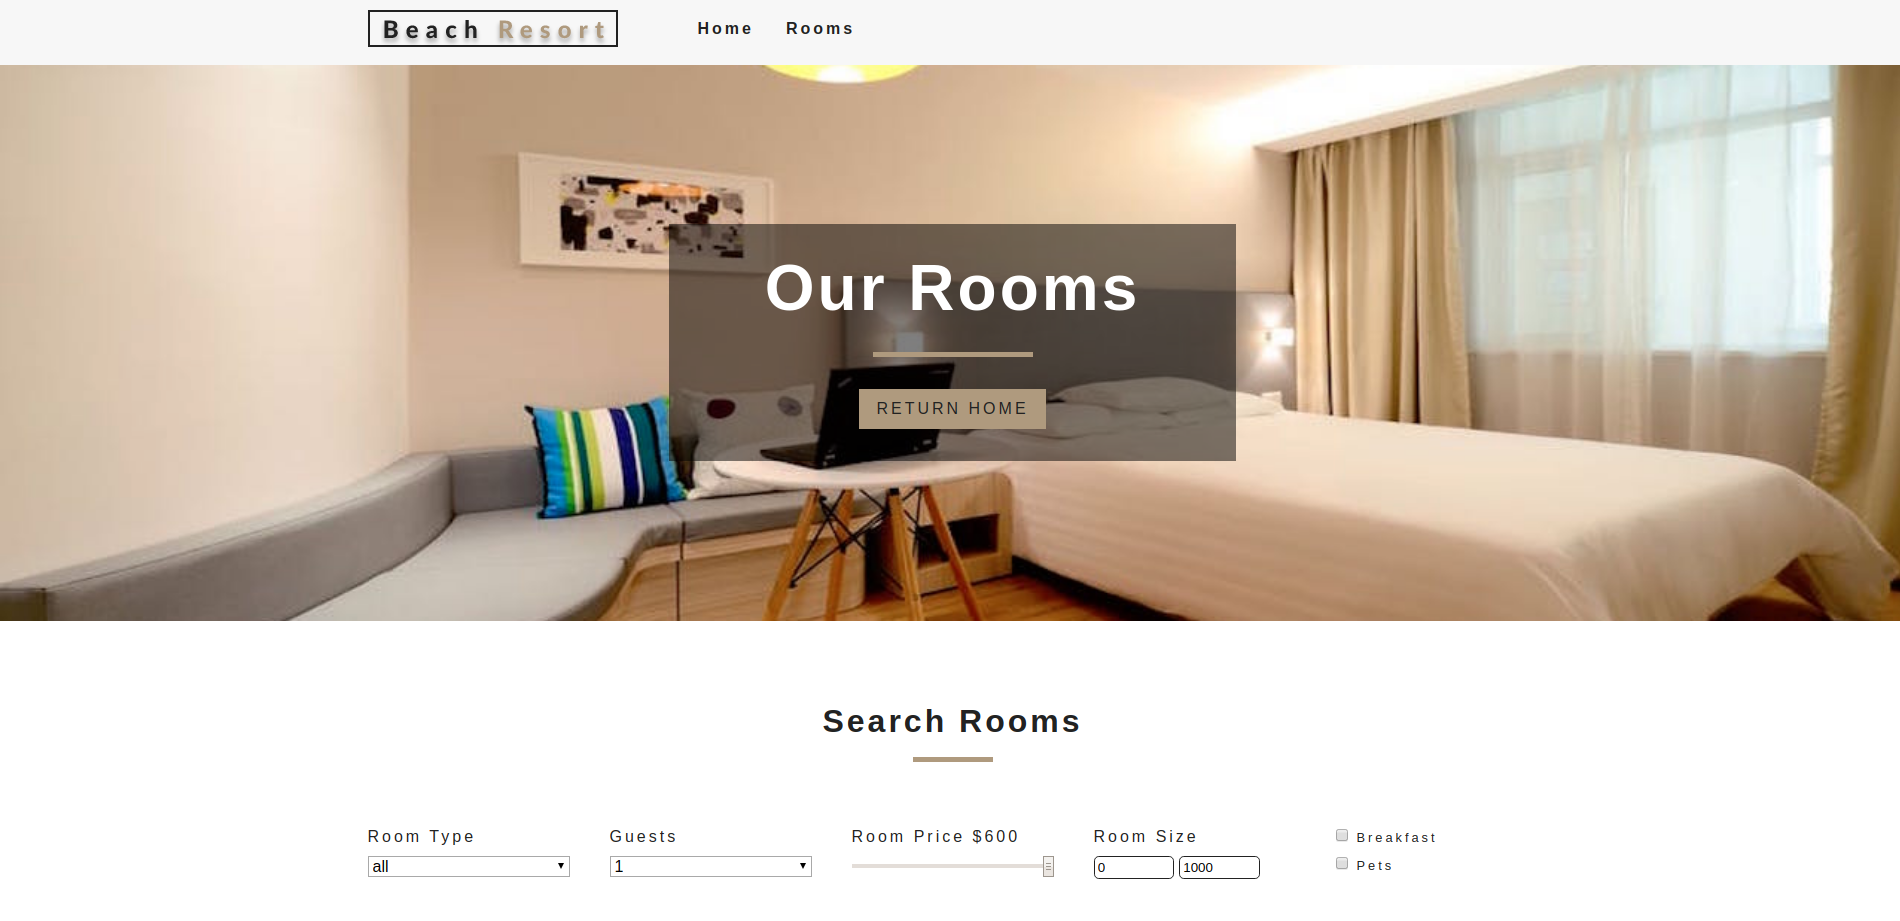 Beach Resort
Home
Rooms
Our Rooms
RETURN HOME
Search Rooms
Room Type
Guests
Room Price $600
Room Size
Breakfast
all
1
0
1000
Pets